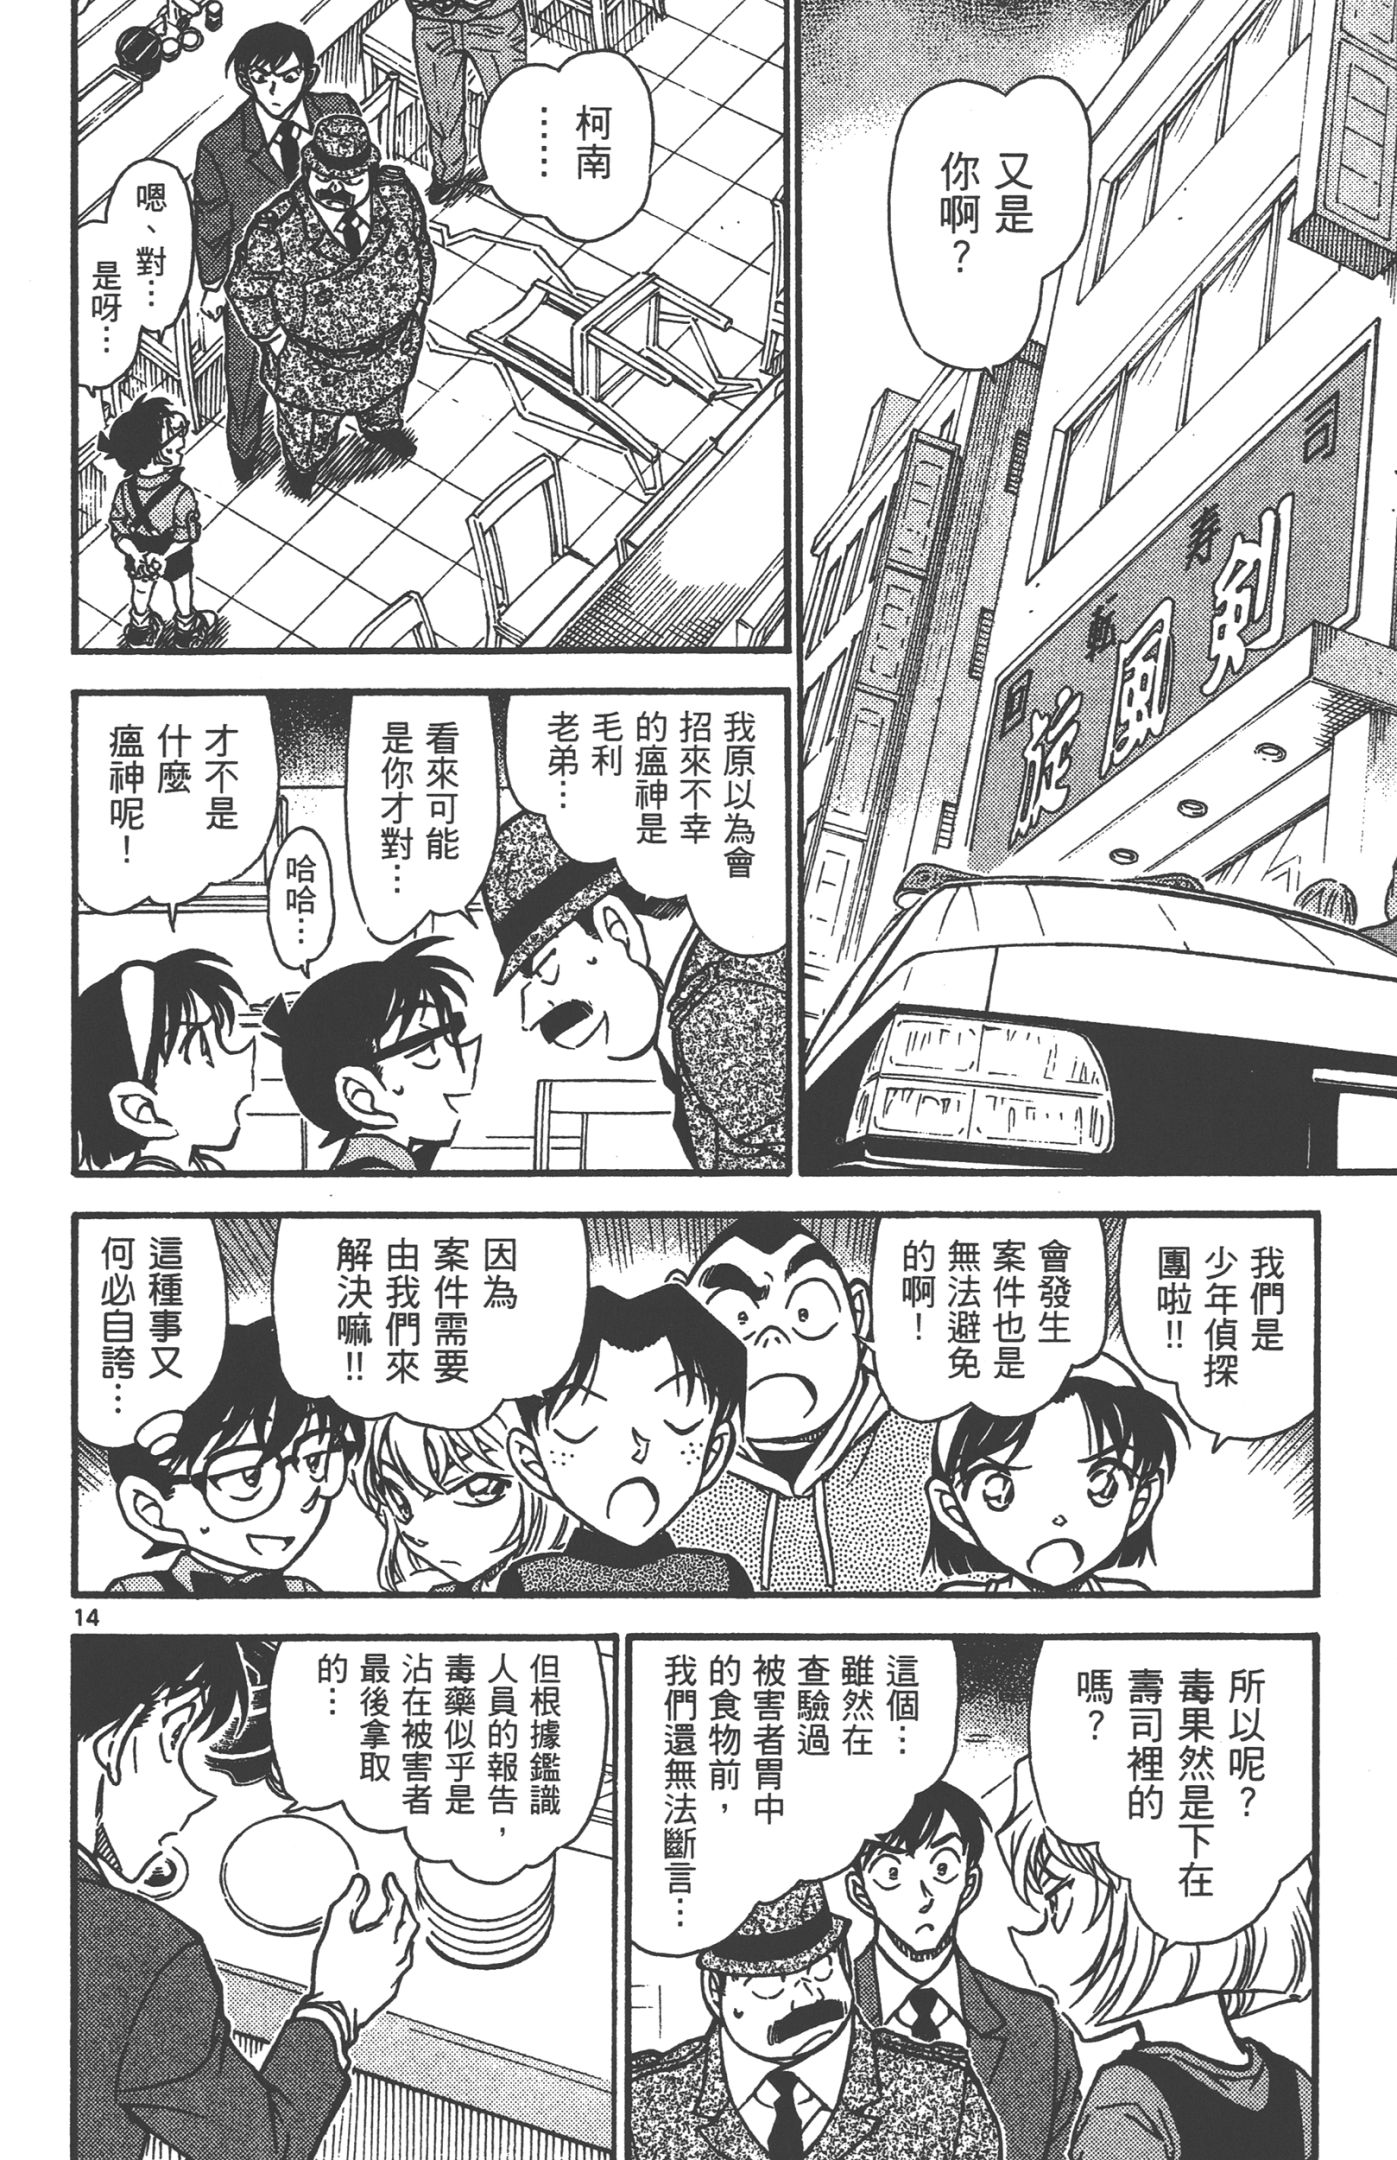 又是
你啊？
迴轉壽司
旋風劍
柯南
……
嗯、對…
是呀…
我原以為會
招來不幸
的瘟神是
毛利
老弟…
看來可能
是你才對…
哈哈…
才不是
什麼
瘟神呢！
我們是
少年偵探
團啦!!
會發生
案件也是
無法避免
的啊！
因為
案件需要
由我們來
解決嘛!!
這種事又
何必自誇…
14
所以呢？
毒果然是下在
壽司裡的
嗎？
這個…
雖然在
查驗過
被害者胃中
的食物前，
我們還無法斷言…
但根據鑑識
人員的報告，
毒藥似乎是
沾在被害者
最後拿取
的…